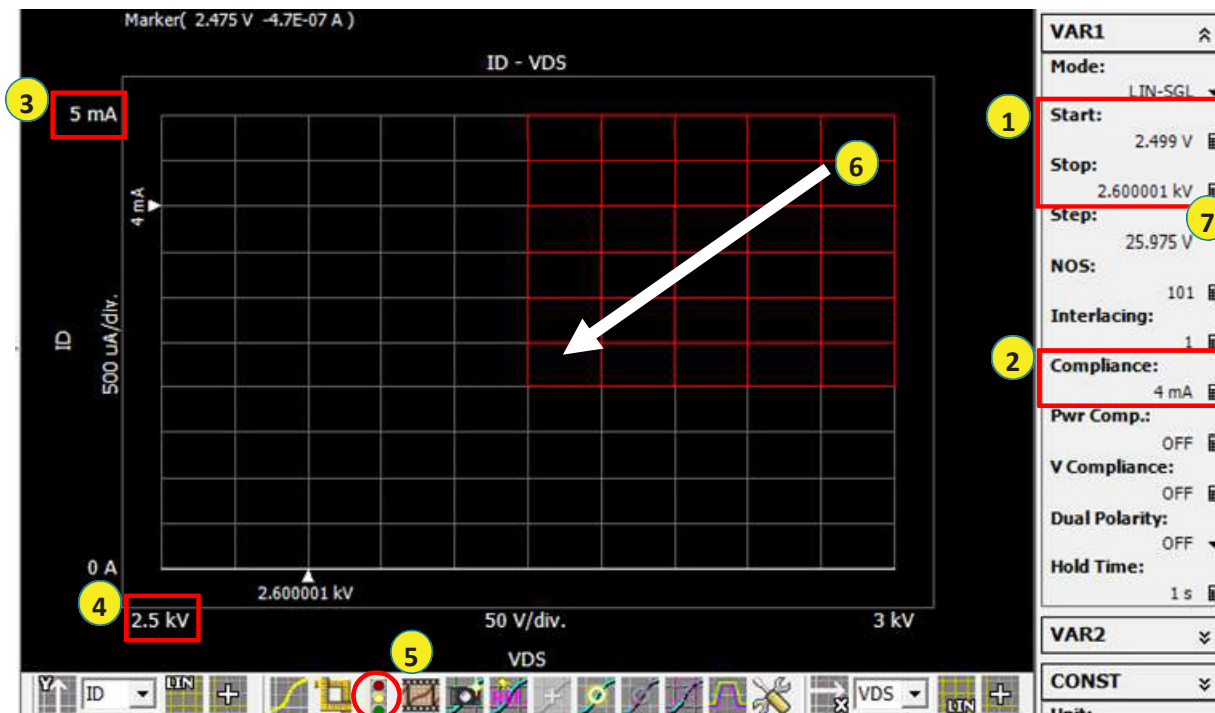 Marker( 2.475 V -4.7E-07 A )
ID - VDS
3
5 mA
4 mA
ID
500 uA/div.
0 A
6
2.600001 kV
4
2.5 kV
50 V/div.
3 kV
5
VDS
Y
ID
LIN
X
VDS
LIN
VAR1
Mode:
LIN-SGL
1
Start:
2.499 V
Stop:
2.600001 kV
7
Step:
25.975 V
NOS:
101
Interlacing:
1
2
Compliance:
4 mA
Pwr Comp.:
OFF
V Compliance:
OFF
Dual Polarity:
OFF
Hold Time:
1 s
VAR2
CONST